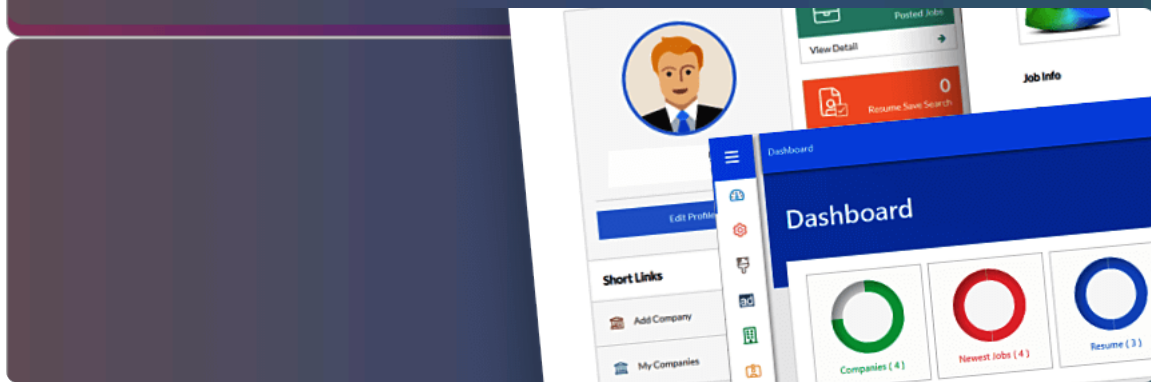 Posted Jobs
View Detail
0
Resume Save Search
Job Info
Edit Profile
Short Links
Add Company
My Companies
Dashboard
Dashboard
ad
Companies ( 4 )
Newest Jobs ( 4 )
Resume ( 3 )